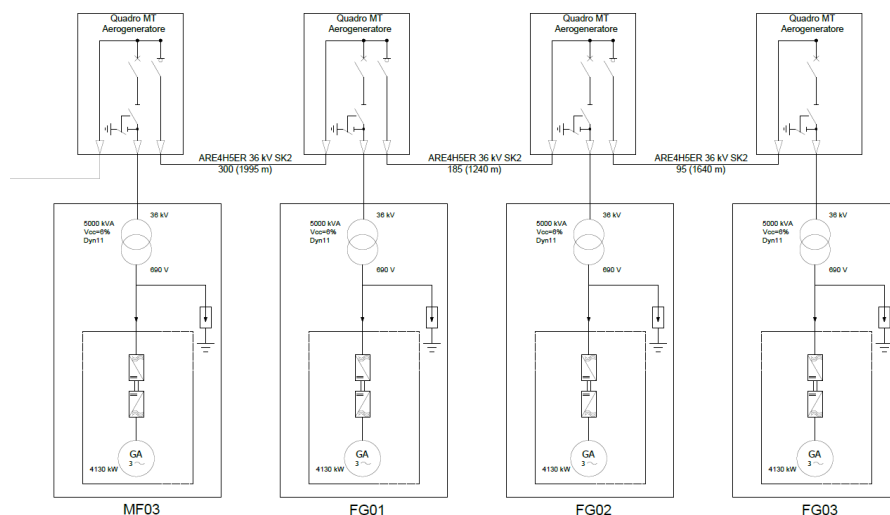 Quadro MT
Aerogeneratore
Quadro MT
Aerogeneratore
Quadro MT
Aerogeneratore
Quadro MT
Aerogeneratore
ARE4H5ER 36 kV SK2
300 (1995 m)
ARE4H5ER 36 kV SK2
185 (1240 m)
ARE4H5ER 36 kV SK2
95 (1640 m)
36 kV
5000 kVA
Vcc=6%
Dyn11
690 V
GA
3
4130 kW
MF03
36 kV
5000 kVA
Vcc=6%
Dyn11
690 V
GA
3
4130 kW
FG01
36 kV
5000 kVA
Vcc=6%
Dyn11
690 V
GA
3
4130 kW
FG02
36 kV
5000 kVA
Vcc=6%
Dyn11
690 V
GA
3
4130 kW
FG03